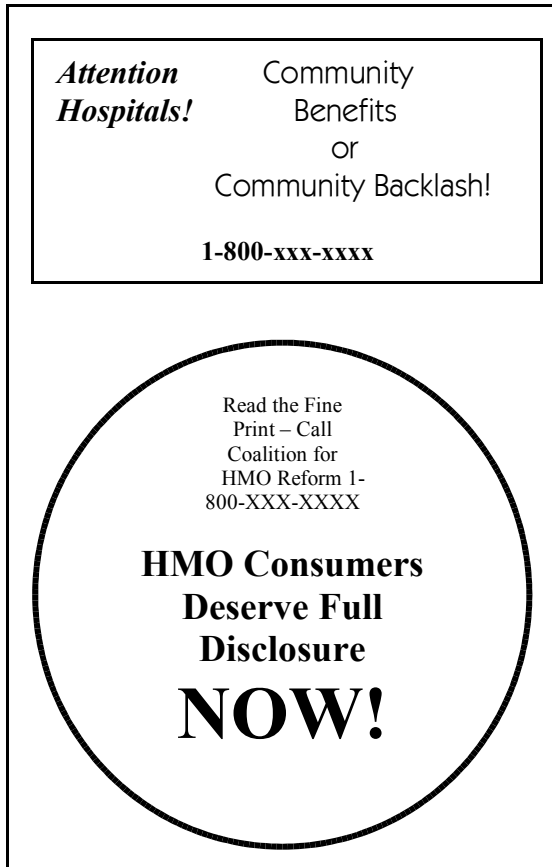 Attention
Hospitals!
Community
Benefits
or
Community Backlash!
1-800-xxx-xxxx
Read the Fine
Print – Call
Coalition for
HMO Reform 1-
800-XXX-XXXX
HMO Consumers
Deserve Full
Disclosure
NOW!